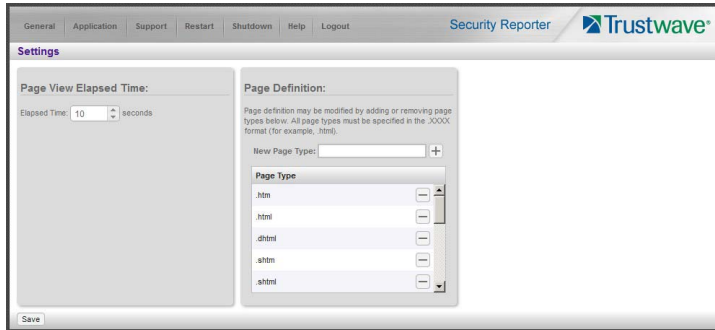 General Application Support Restart Shutdown Help Logout Security Reporter Trustwave®
Settings
Page View Elapsed Time:
Elapsed Time: 10 seconds
Page Definition:
Page definition may be modified by adding or removing page
types below. All page types must be specified in the .XXXX
format (for example, .html).
New Page Type:
Page Type
.htm
.html
.dhtml
.shtm
.shtml
Save